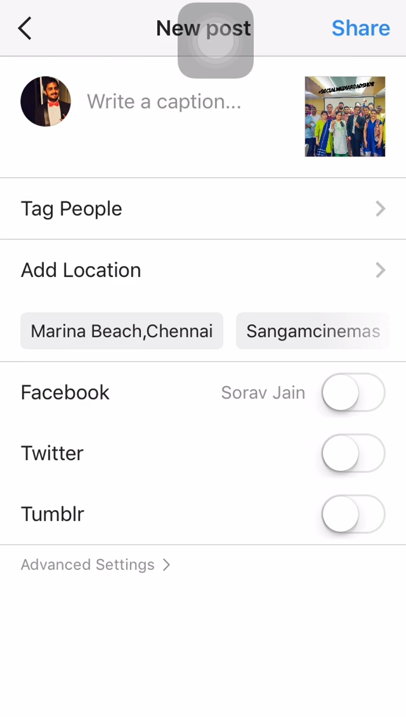 New post
Share
Write a caption...
Tag People
Add Location
Marina Beach,Chennai
Sangamcinemas
Facebook
Sorav Jain
Twitter
Tumblr
Advanced Settings